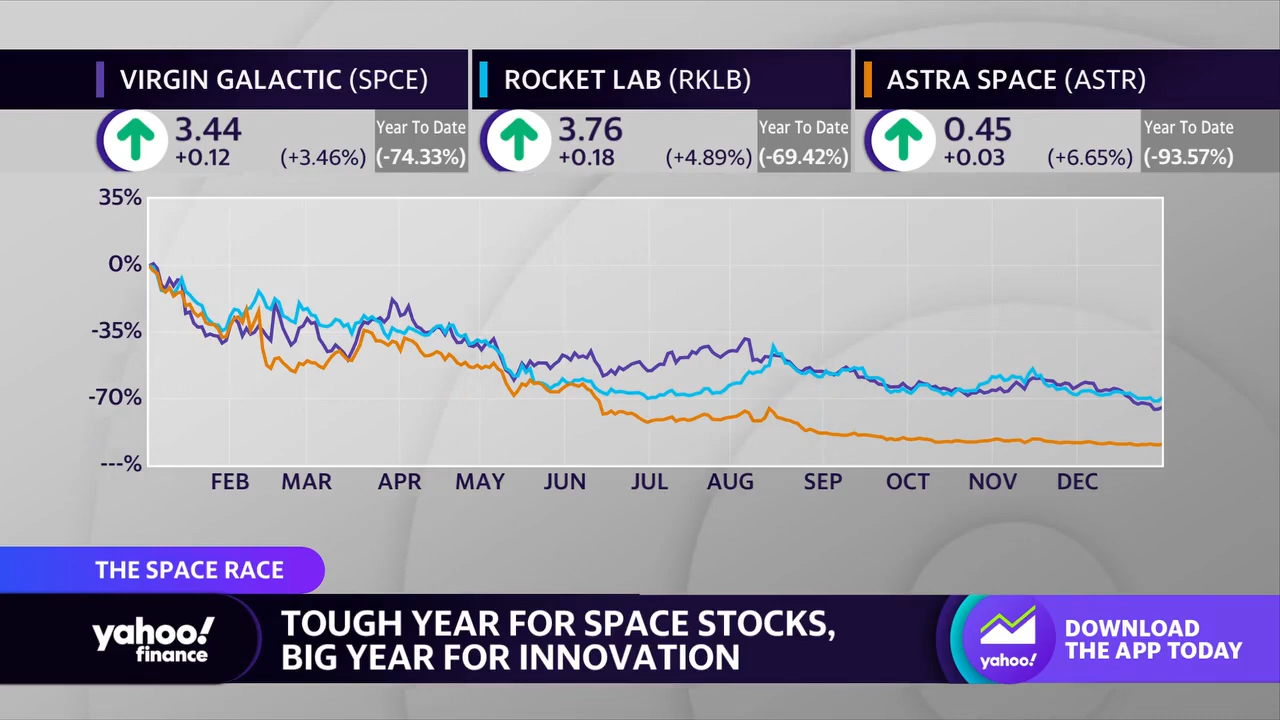 VIRGIN GALACTIC (SPCE)
3.44
+0.12 (+3.46%)
Year To Date
(-74.33%)
ROCKET LAB (RKLB)
3.76
+0.18 (+4.89%)
Year To Date
(-69.42%)
ASTRA SPACE (ASTR)
0.45
+0.03 (+6.65%)
Year To Date
(-93.57%)
35%
0%
-35%
-70%
---%
FEB MAR APR MAY JUN JUL AUG SEP OCT NOV DEC
THE SPACE RACE
yahoo!
finance
TOUGH YEAR FOR SPACE STOCKS,
BIG YEAR FOR INNOVATION
yahoo!
DOWNLOAD
THE APP TODAY